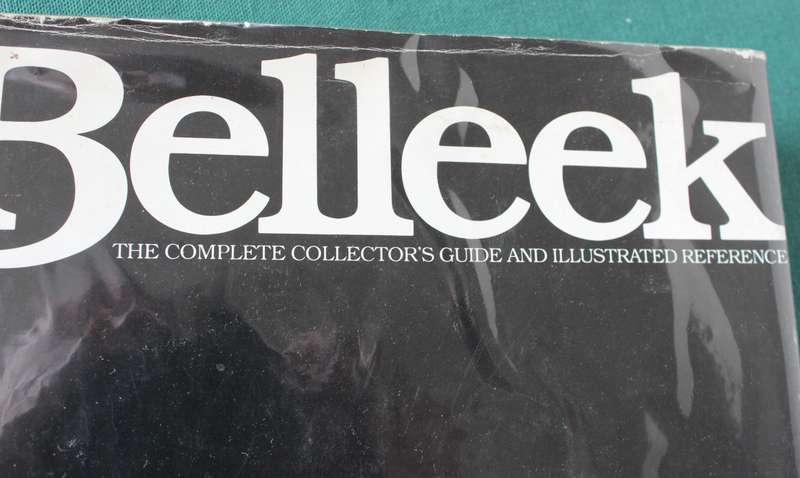 Belleek
THE COMPLETE COLLECTOR'S GUIDE AND ILLUSTRATED REFERENCE